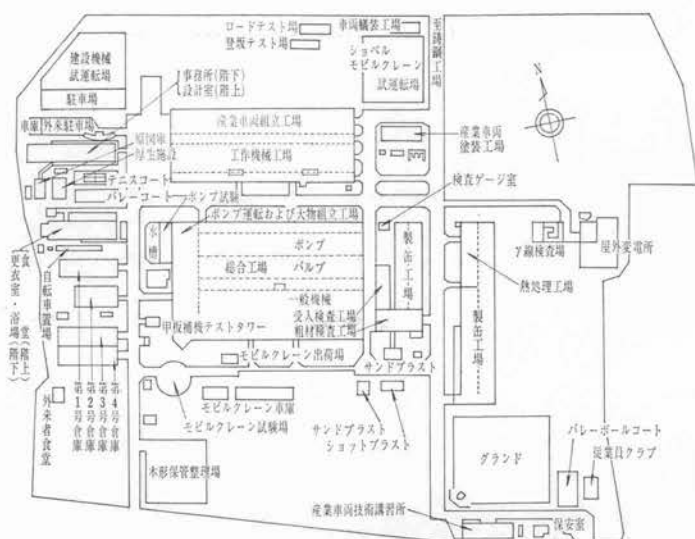 ロードテスト場
登坂テスト場
車両艤装工場
至鋳鋼工場
建設機械
試運転場
駐車場
ショベル
モビルクレーン
試運転場
N
事務所(階下)
設計室(階上)
車庫
外来駐車場
原図庫
厚生施設
産業車両組立工場
工作機械工場
産業車両
塗装工場
検査ゲージ室
テニスコート
バレーコート
ポンプ試験
水槽
ポンプ運転および大物組立工場
ポンプ
総合工場
バルブ
一般機械
製缶工場
受入検査工場
粗材検査工場
γ線検査場
屋外変電所
熱処理工場
製缶工場
食堂(階上)
更衣室・浴場(階下)
自転車置場
甲板補機テストタワー
モビルクレーン出荷場
サンドブラスト
外来者食堂
第1号倉庫
第2号倉庫
第3号倉庫
第4号倉庫
モビルクレーン車庫
モビルクレーン試験場
サンドブラスト
ショットブラスト
木形保管整理場
グランド
バレーボールコート
従業員クラブ
産業車両技術講習所
保安室